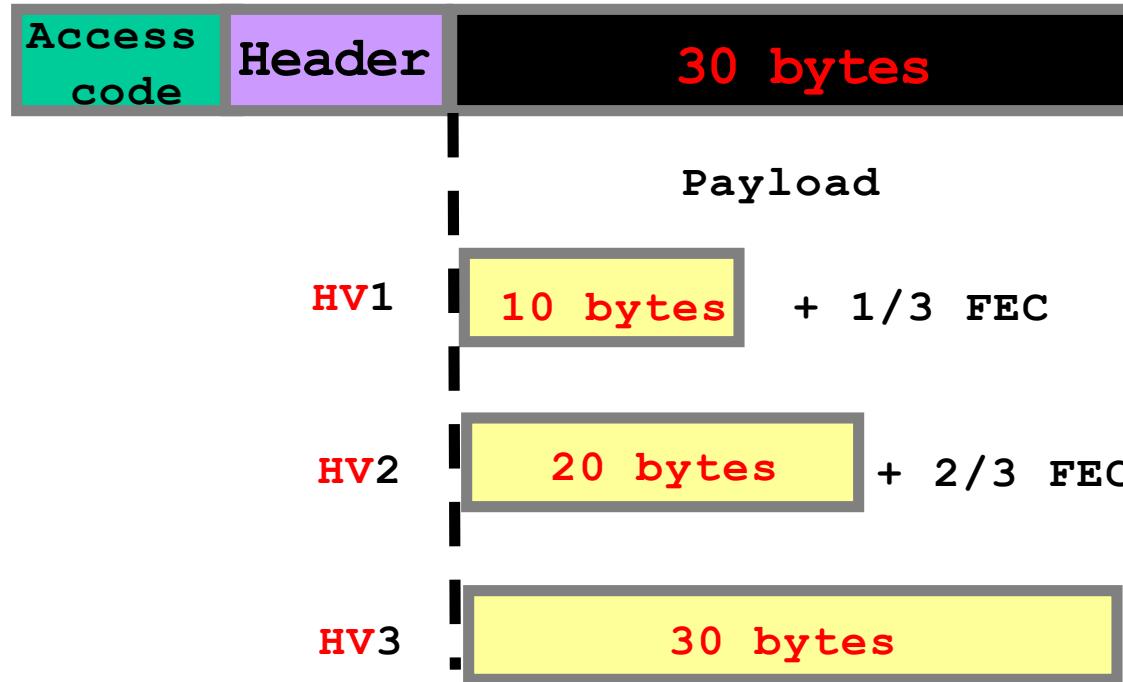 Access
code
Header
30 bytes
Payload
HV1
10 bytes
+ 1/3 FEC
HV2
20 bytes
+ 2/3 FEC
HV3
30 bytes